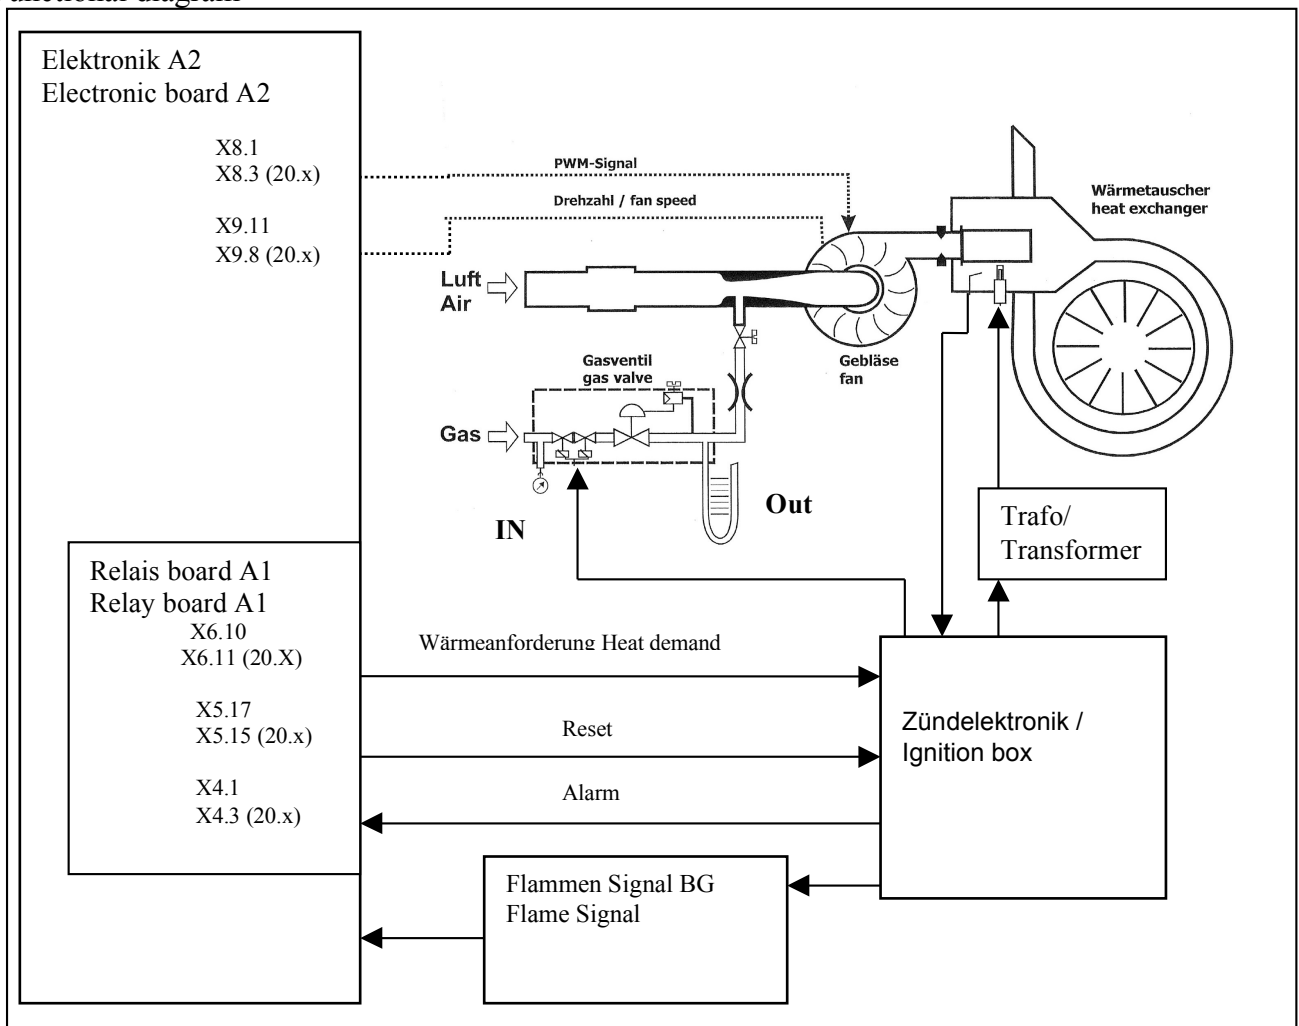 unctional diagram
Elektronik A2
Electronic board A2
X8.1
X8.3 (20.x)
X9.11
X9.8 (20.x)
PWM-Signal
Drehzahl / fan speed
Wärmetauscher
heat exchanger
Luft
Air
Gasventil
gas valve
Gebläse
fan
Gas
IN
Out
Trafo/
Transformer
Relais board A1
Relay board A1
X6.10
X6.11 (20.X)
Wärmeanforderung Heat demand
X5.17
X5.15 (20.x)
Reset
Zündelektronik /
Ignition box
X4.1
X4.3 (20.x)
Alarm
Flammen Signal BG
Flame Signal